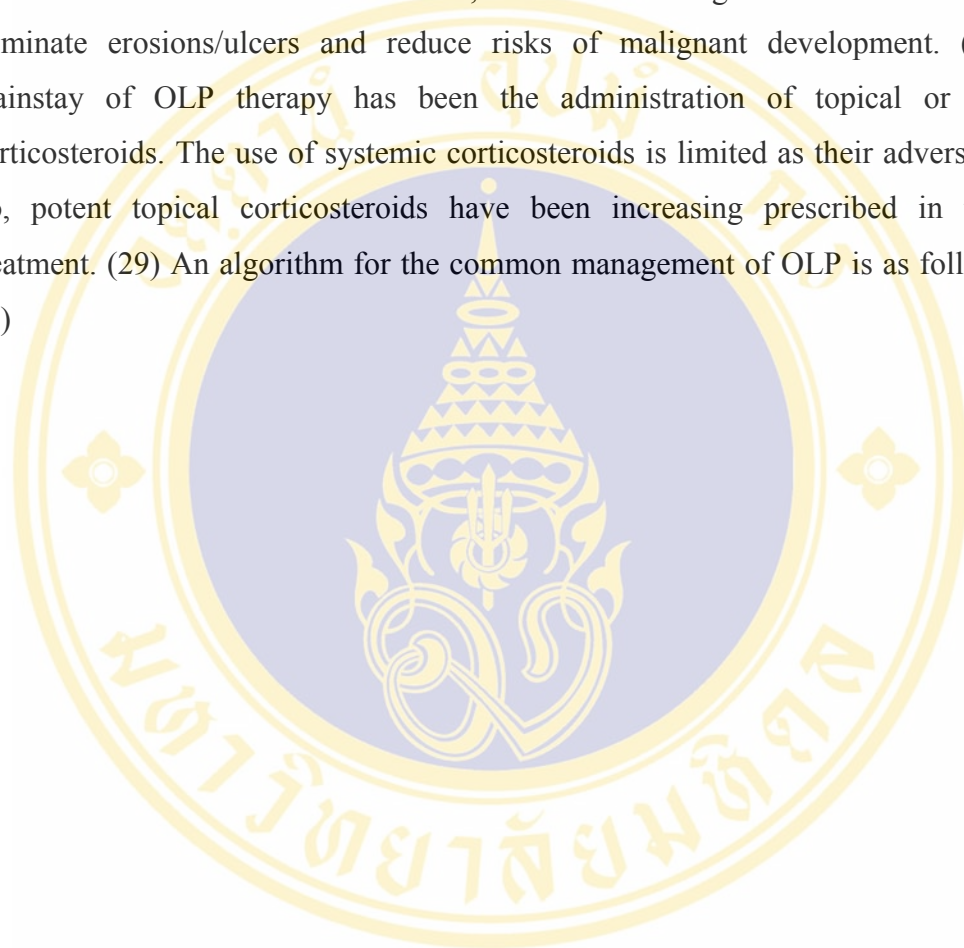 minate erosions/ulcers and reduce risks of malignant development. (
ainstay of OLP therapy has been the administration of topical or
rticosteroids. The use of systemic corticosteroids is limited as their advers
o, potent topical corticosteroids have been increasing prescribed in
eatment. (29) An algorithm for the common management of OLP is as foll
)
มหาวิทยาลัยมหิดล